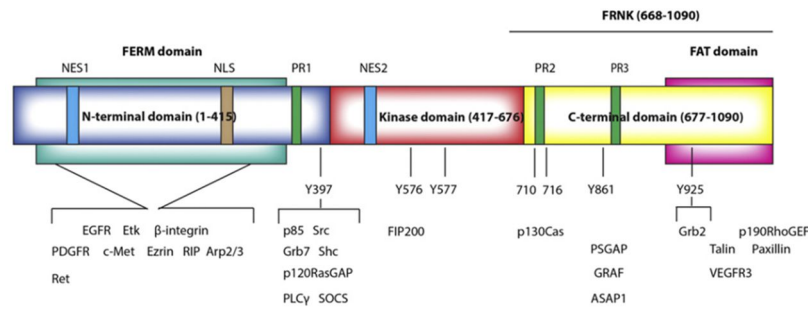 FRNK (668-1090)
FERM domain FAT domain
NES1 NLS PR1 NES2 PR2 PR3
N-terminal domain (1-415) Kinase domain (417-676) C-terminal domain (677-1090)
Y397 Y576 Y577 710 716 Y861 Y925
EGFR Etk β-integrin p85 Src FIP200 p130Cas Grb2 p190RhoGEF
PDGFR c-Met Ezrin RIP Arp2/3 Grb7 Shc PSGAP Talin Paxillin
Ret p120RasGAP GRAF VEGFR3
PLCγ SOCS ASAP1